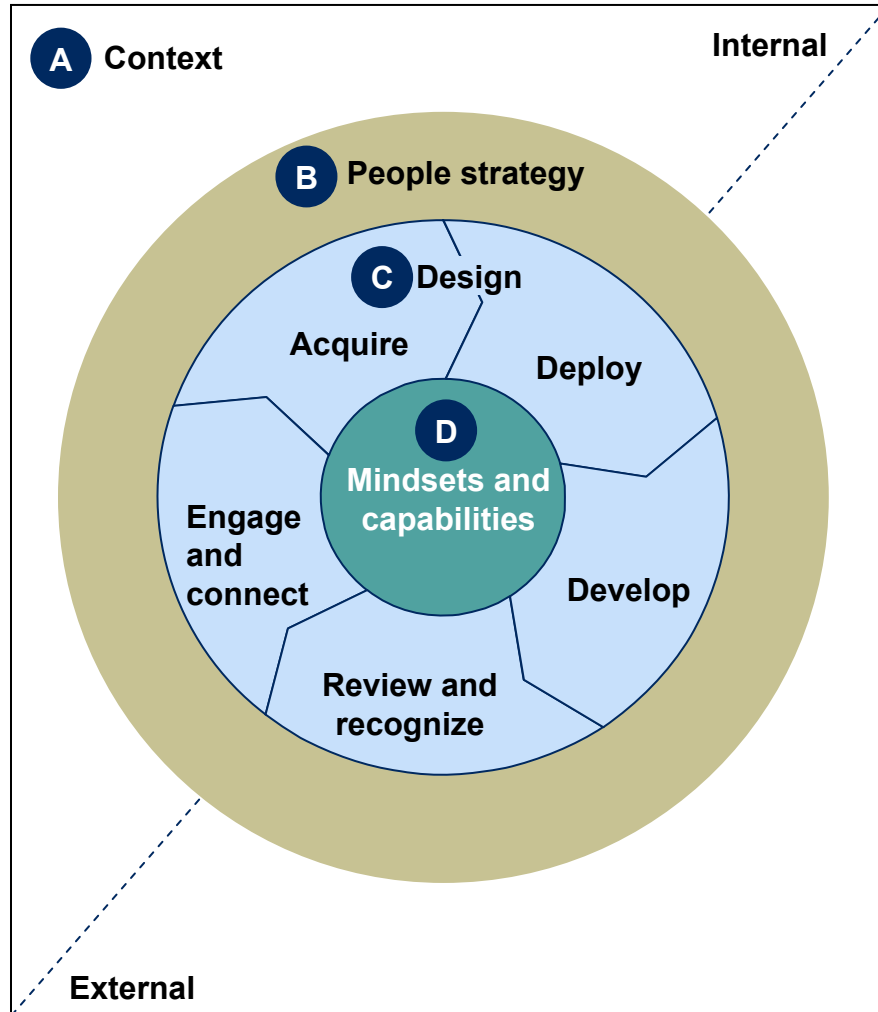 A Context
Internal
B People strategy
C Design
Acquire
Deploy
D
Mindsets and
capabilities
Engage
and
connect
Develop
Review and
recognize
External